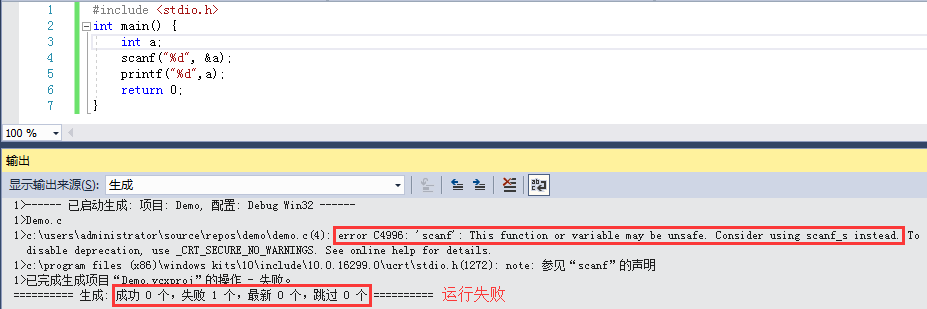 1 #include <stdio.h>
2 int main() {
3 int a;
4 scanf("%d", &a);
5 printf("%d",a);
6 return 0;
7 }
100 %
输出
显示输出来源(S): 生成
1>------ 已启动生成: 项目: Demo, 配置: Debug Win32 ------
1>Demo.c
1>c:\users\administrator\source\repos\demo\demo.c(4): error C4996: 'scanf': This function or variable may be unsafe. Consider using scanf_s instead. To
disable deprecation, use _CRT_SECURE_NO_WARNINGS. See online help for details.
1>c:\program files (x86)\windows kits\10\include\10.0.16299.0\ucrt\stdio.h(1272): note: 参见“scanf”的声明
1>已完成生成项目“Demo.vcxproj”的操作 - 失败。
========== 生成: 成功 0 个，失败 1 个，最新 0 个，跳过 0 个 ========== 运行失败